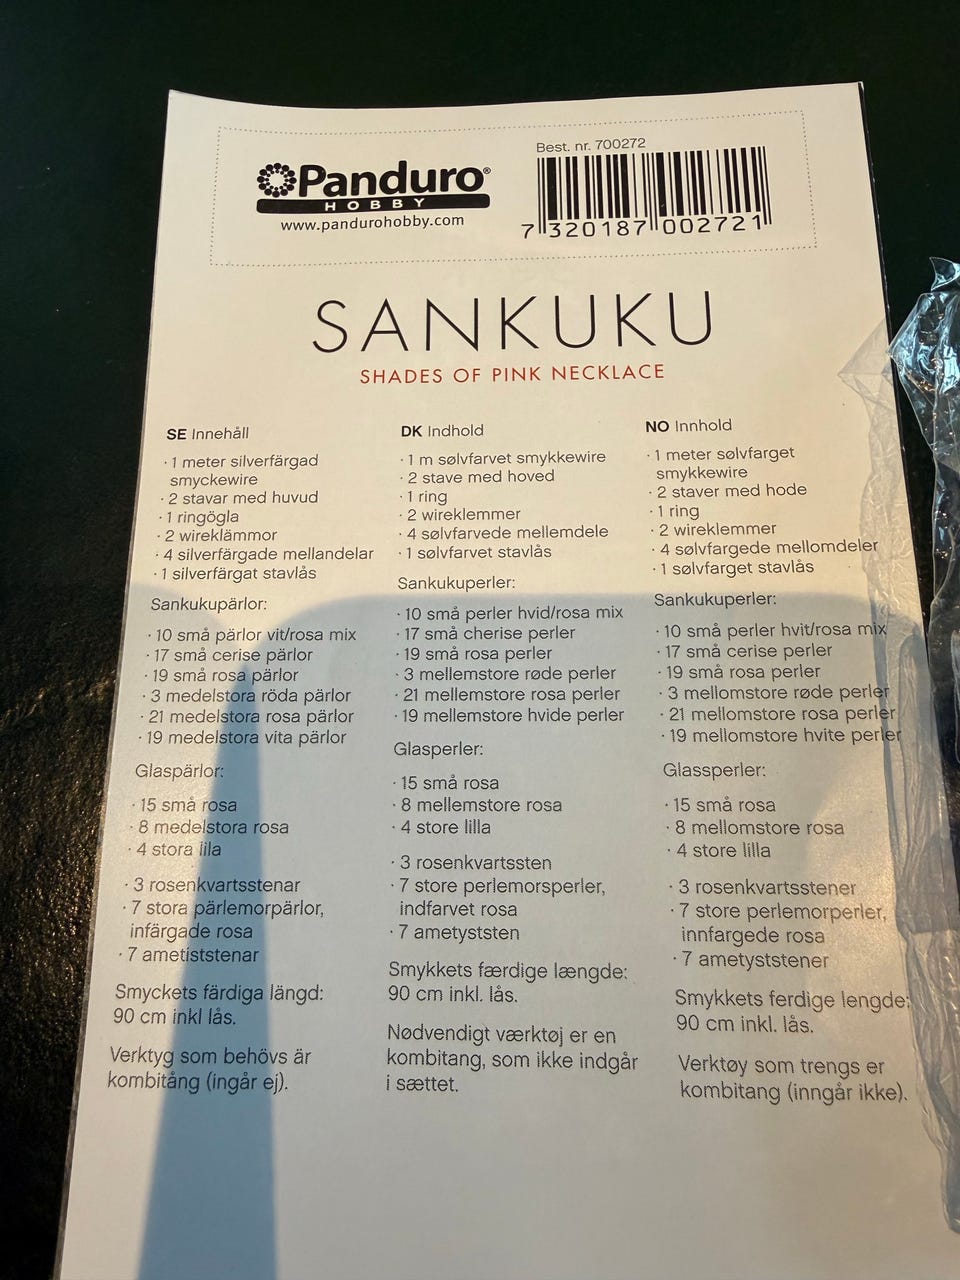 Panduro®
HOBBY
www.pandurohobby.com
Best. nr. 700272
7 320187 002721
SANKUKU
SHADES OF PINK NECKLACE
SE Innehåll
· 1 meter silverfärgad
smyckewire
· 2 stavar med huvud
· 1 ringögla
· 2 wireklämmor
· 4 silverfärgade mellandelar
· 1 silverfärgat stavlås
Sankukupärlor:
· 10 små pärlor vit/rosa mix
· 17 små cerise pärlor
· 19 små rosa pärlor
· 3 medelstora röda pärlor
· 21 medelstora rosa pärlor
· 19 medelstora vita pärlor
Glaspärlor:
· 15 små rosa
· 8 medelstora rosa
· 4 stora lila
· 3 rosenkvartsstenar
· 7 stora pärlemorpärlor,
infärgade rosa
· 7 ametiststenar
Smyckets färdiga längd:
90 cm inkl lås.
Verktyg som behövs är
kombitång (ingår ej).
DK Indhold
· 1 m sølvfarvet smykkewire
· 2 stave med hoved
· 1 ring
· 2 wireklemmer
· 4 sølvfarvede mellemdele
· 1 sølvfarvet stavlås
Sankukuperler:
· 10 små perler hvid/rosa mix
· 17 små cherise perler
· 19 små rosa perler
· 3 mellemstore røde perler
· 21 mellemstore rosa perler
· 19 mellemstore hvide perler
Glasperler:
· 15 små rosa
· 8 mellemstore rosa
· 4 store lilla
· 3 rosenkvartssten
· 7 store perlemorsperler,
indfarvet rosa
· 7 ametyststen
Smykkets færdige længde:
90 cm inkl. lås.
Nødvendigt værktøj er en
kombitang, som ikke indgår
i sættet.
NO Innhold
· 1 meter sølvfarget
smykkewire
· 2 staver med hode
· 1 ring
· 2 wireklemmer
· 4 sølvfargede mellomdeler
· 1 sølvfarget stavlås
Sankukuperler:
· 10 små perler hvit/rosa mix
· 17 små cerise perler
· 19 små rosa perler
· 3 mellomstore røde perler
· 21 mellomstore rosa perler
· 19 mellomstore hvite perler
Glassperler:
· 15 små rosa
· 8 mellomstore rosa
· 4 store lilla
· 3 rosenkvartsstener
· 7 store perlemorperler,
innfargede rosa
· 7 ametyststener
Smykkets ferdige lengde:
90 cm inkl. lås.
Verktøy som trengs er
kombitang (inngår ikke).